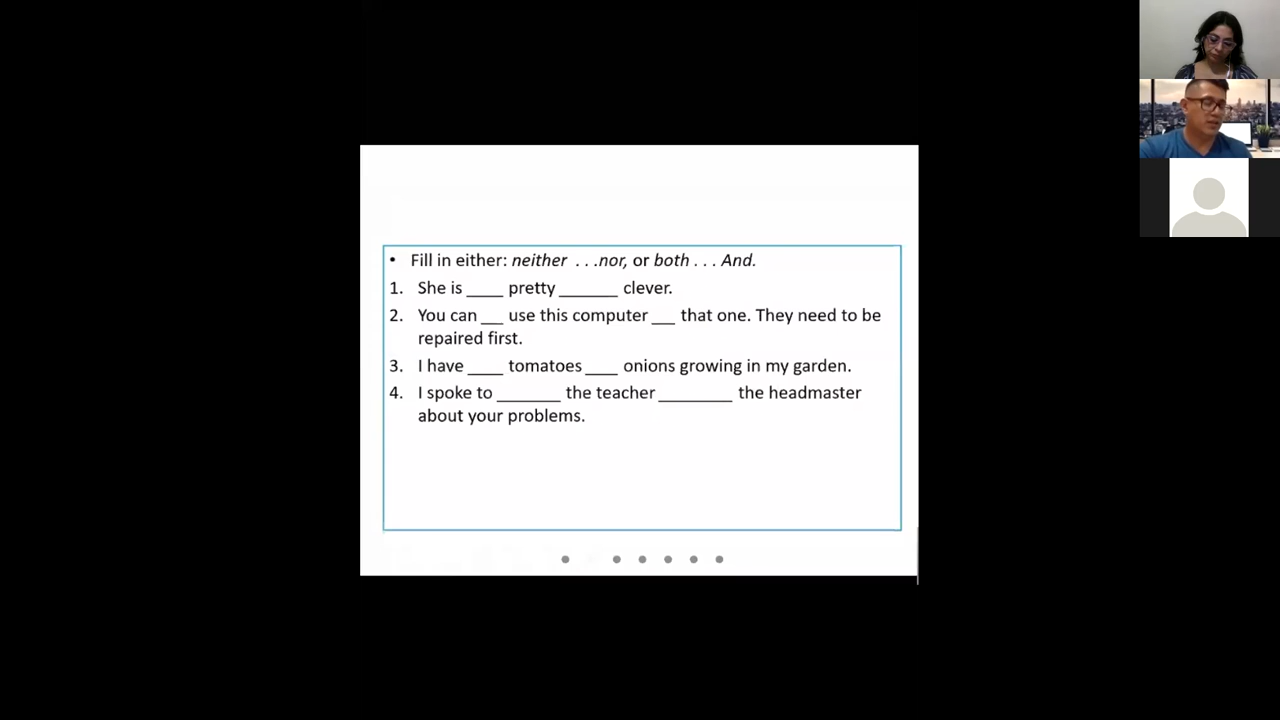 • Fill in either: neither . . .nor, or both . . . And.
1. She is ____ pretty _______ clever.
2. You can ___ use this computer ___ that one. They need to be
repaired first.
3. I have ____ tomatoes ____ onions growing in my garden.
4. I spoke to ________ the teacher _________ the headmaster
about your problems.